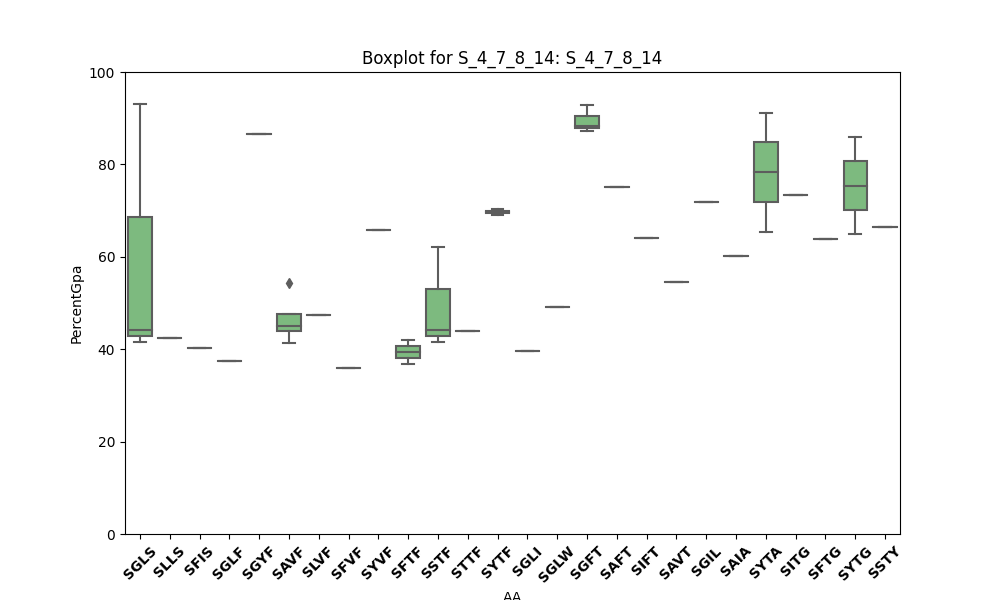 Boxplot for S_4_7_8_14: S_4_7_8_14
PercentGpa
100
80
60
40
20
0
SGLS SLLS SFIS SGLF SGYF SAVF SLVF SFVF SYVF SFTF SSTF STTF SYTF SGLI SGLW SGFT SAFT SIFT SAVT SGIL SAIA SYTA SITG SFTG SYTG SSTY
AA